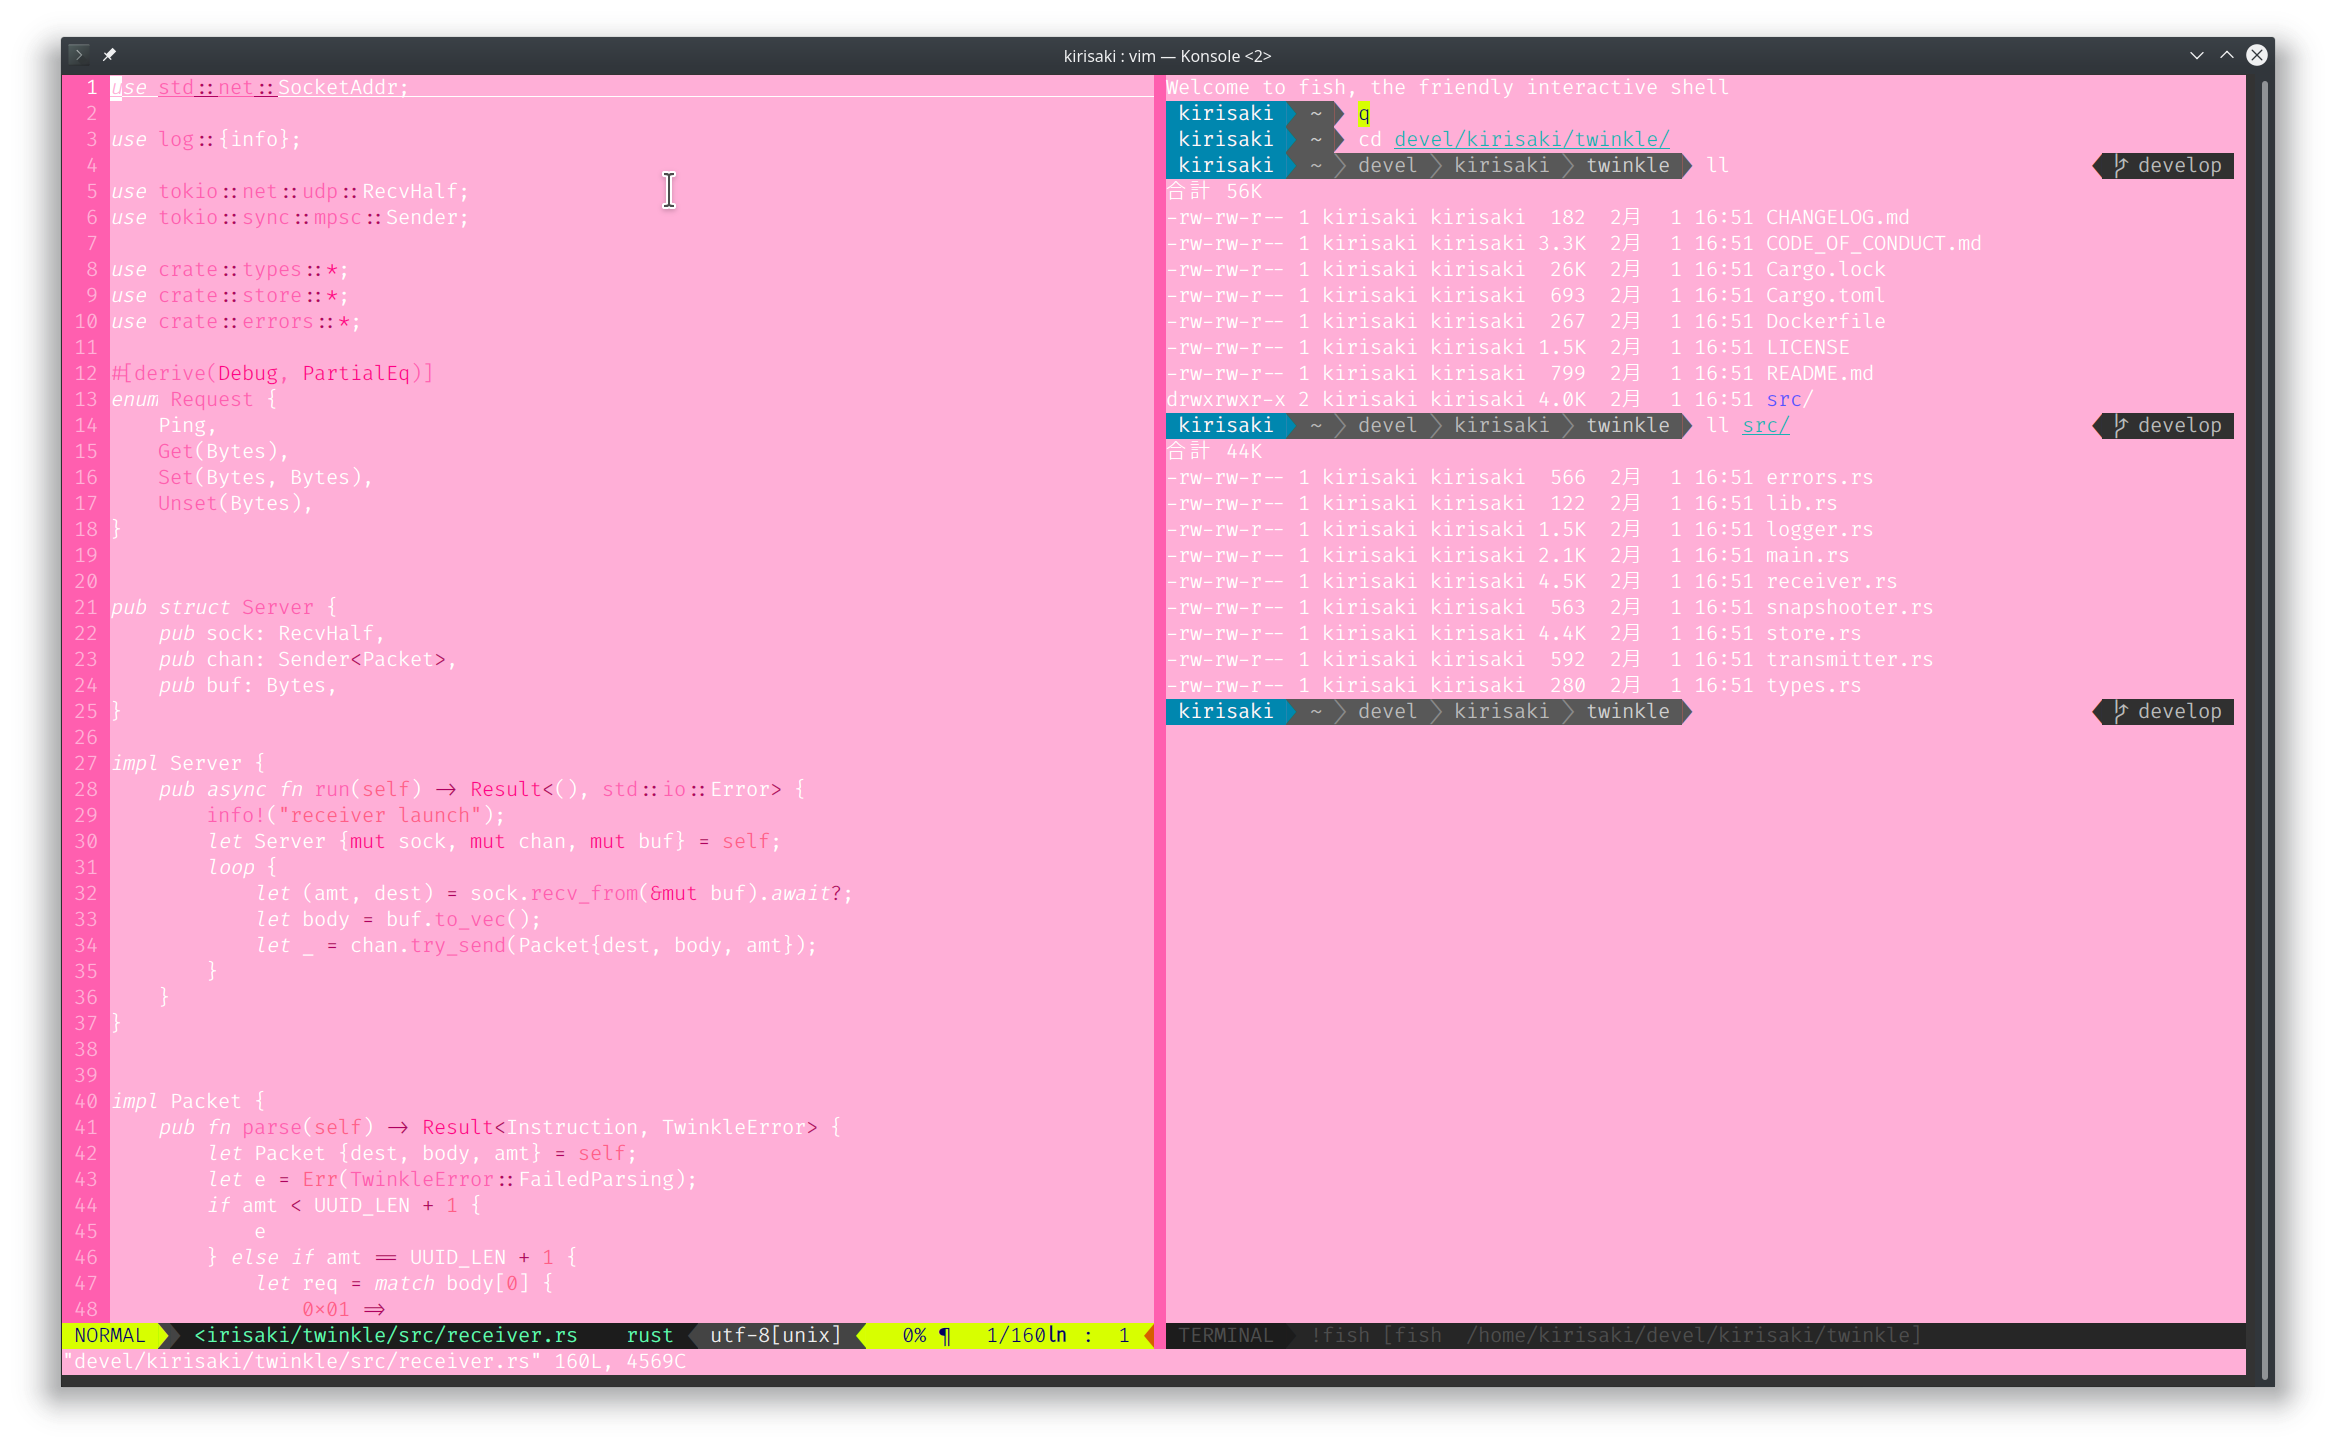 kirisaki : vim — Konsole <2>
1 use std::net::SocketAddr;
2
3 use log::{info};
4
5 use tokio::net::udp::RecvHalf;
6 use tokio::sync::mpsc::Sender;
7
8 use crate::types::*;
9 use crate::store::*;
10 use crate::errors::*;
11
12 #[derive(Debug, PartialEq)]
13 enum Request {
14     Ping,
15     Get(Bytes),
16     Set(Bytes, Bytes),
17     Unset(Bytes),
18 }
19
20
21 pub struct Server {
22     pub sock: RecvHalf,
23     pub chan: Sender<Packet>,
24     pub buf: Bytes,
25 }
26
27 impl Server {
28     pub async fn run(self) -> Result<(), std::io::Error> {
29         info!("receiver launch");
30         let Server {mut sock, mut chan, mut buf} = self;
31         loop {
32             let (amt, dest) = sock.recv_from(&mut buf).await?;
33             let body = buf.to_vec();
34             let _ = chan.try_send(Packet{dest, body, amt});
35         }
36     }
37 }
38
39
40 impl Packet {
41     pub fn parse(self) -> Result<Instruction, TwinkleError> {
42         let Packet {dest, body, amt} = self;
43         let e = Err(TwinkleError::FailedParsing);
44         if amt < UUID_LEN + 1 {
45             e
46         } else if amt == UUID_LEN + 1 {
47             let req = match body[0] {
48                 0x01 =>
NORMAL <irisaki/twinkle/src/receiver.rs rust utf-8[unix] 0% ¶ 1/160ln : 1
"devel/kirisaki/twinkle/src/receiver.rs" 160L, 4569C
Welcome to fish, the friendly interactive shell
kirisaki ~ q
kirisaki ~ cd devel/kirisaki/twinkle/
kirisaki ~ devel kirisaki twinkle ll develop
合計 56K
-rw-rw-r-- 1 kirisaki kirisaki  182  2月  1 16:51 CHANGELOG.md
-rw-rw-r-- 1 kirisaki kirisaki 3.3K  2月  1 16:51 CODE_OF_CONDUCT.md
-rw-rw-r-- 1 kirisaki kirisaki  26K  2月  1 16:51 Cargo.lock
-rw-rw-r-- 1 kirisaki kirisaki  693  2月  1 16:51 Cargo.toml
-rw-rw-r-- 1 kirisaki kirisaki  267  2月  1 16:51 Dockerfile
-rw-rw-r-- 1 kirisaki kirisaki 1.5K  2月  1 16:51 LICENSE
-rw-rw-r-- 1 kirisaki kirisaki  799  2月  1 16:51 README.md
drwxrwxr-x 2 kirisaki kirisaki 4.0K  2月  1 16:51 src/
kirisaki ~ devel kirisaki twinkle ll src/ develop
合計 44K
-rw-rw-r-- 1 kirisaki kirisaki  566  2月  1 16:51 errors.rs
-rw-rw-r-- 1 kirisaki kirisaki  122  2月  1 16:51 lib.rs
-rw-rw-r-- 1 kirisaki kirisaki 1.5K  2月  1 16:51 logger.rs
-rw-rw-r-- 1 kirisaki kirisaki 2.1K  2月  1 16:51 main.rs
-rw-rw-r-- 1 kirisaki kirisaki 4.5K  2月  1 16:51 receiver.rs
-rw-rw-r-- 1 kirisaki kirisaki  563  2月  1 16:51 snapshooter.rs
-rw-rw-r-- 1 kirisaki kirisaki 4.4K  2月  1 16:51 store.rs
-rw-rw-r-- 1 kirisaki kirisaki  592  2月  1 16:51 transmitter.rs
-rw-rw-r-- 1 kirisaki kirisaki  280  2月  1 16:51 types.rs
kirisaki ~ devel kirisaki twinkle develop
TERMINAL !fish [fish  /home/kirisaki/devel/kirisaki/twinkle]